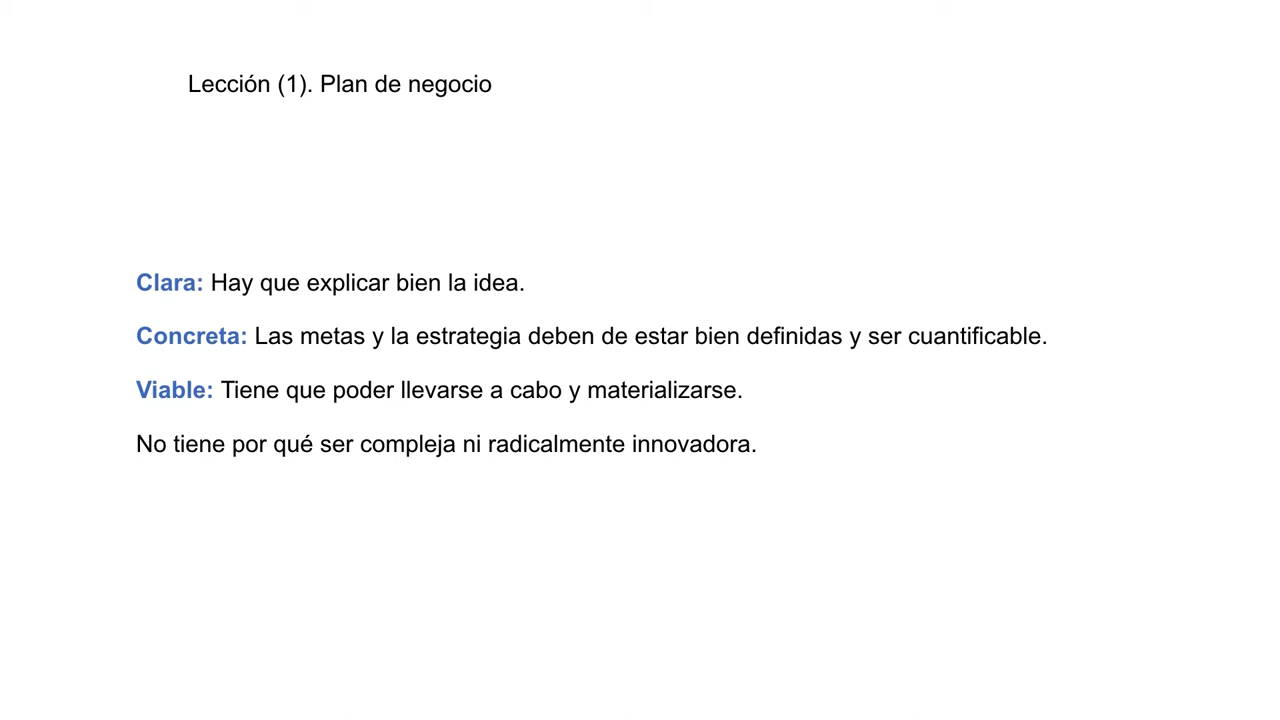 Lección (1). Plan de negocio
Clara: Hay que explicar bien la idea.
Concreta: Las metas y la estrategia deben de estar bien definidas y ser cuantificable.
Viable: Tiene que poder llevarse a cabo y materializarse.
No tiene por qué ser compleja ni radicalmente innovadora.